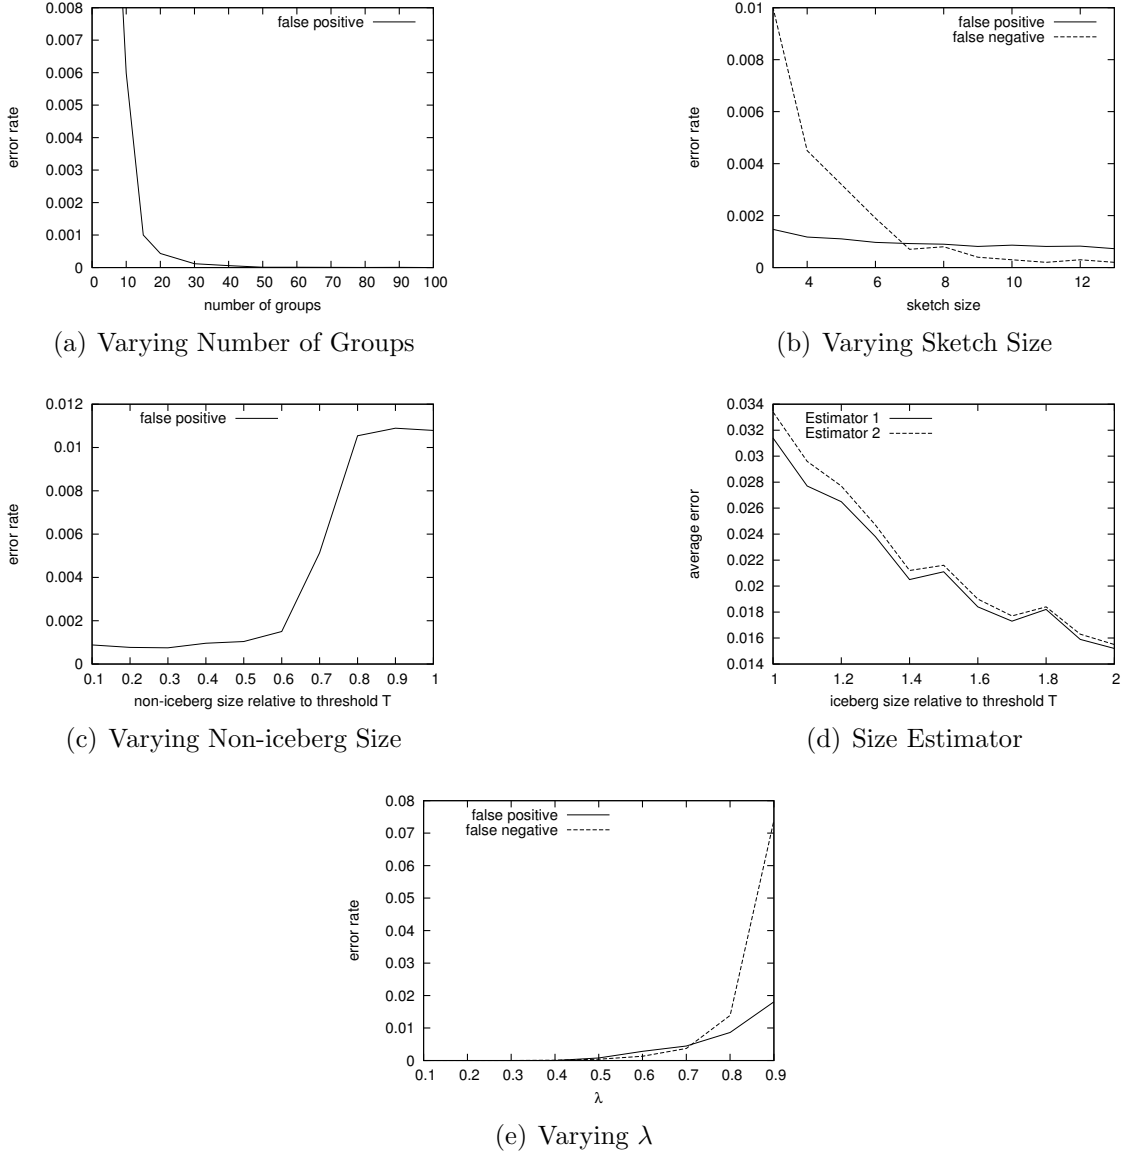 false positive
0.008
0.007
0.006
0.005
0.004
0.003
0.002
0.001
0
error rate
0 10 20 30 40 50 60 70 80 90 100
number of groups
(a) Varying Number of Groups
false positive
false negative
0.01
0.008
0.006
0.004
0.002
0
error rate
4 6 8 10 12
sketch size
(b) Varying Sketch Size
false positive
0.012
0.01
0.008
0.006
0.004
0.002
0
error rate
0.1 0.2 0.3 0.4 0.5 0.6 0.7 0.8 0.9 1
non-iceberg size relative to threshold T
(c) Varying Non-iceberg Size
Estimator 1
Estimator 2
0.034
0.032
0.03
0.028
0.026
0.024
0.022
0.02
0.018
0.016
0.014
average error
1 1.2 1.4 1.6 1.8 2
iceberg size relative to threshold T
(d) Size Estimator
false positive
false negative
0.08
0.07
0.06
0.05
0.04
0.03
0.02
0.01
0
error rate
0.1 0.2 0.3 0.4 0.5 0.6 0.7 0.8 0.9
λ
(e) Varying λ